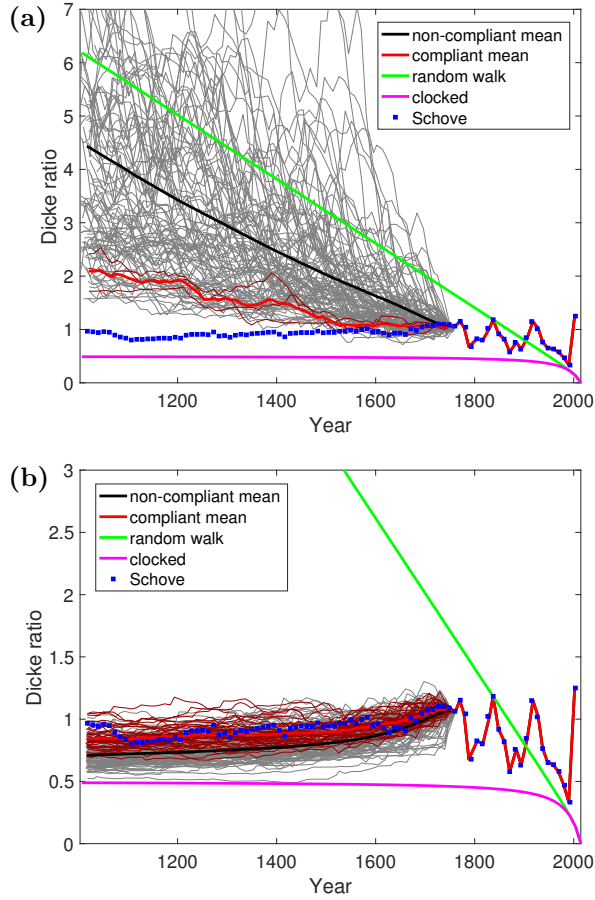 (a)
7
6
5
4
3
2
1
0
Dicke ratio
non-compliant mean
compliant mean
random walk
clocked
Schove
1200 1400 1600 1800 2000
Year
(b)
3
2.5
2
1.5
1
0.5
0
Dicke ratio
non-compliant mean
compliant mean
random walk
clocked
Schove
1200 1400 1600 1800 2000
Year